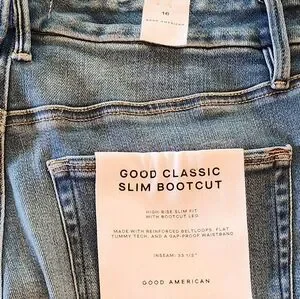 16
GOOD AMERICAN
GOOD CLASSIC
SLIM BOOTCUT
HIGH RISE SLIM FIT
WITH BOOTCUT LEG
MADE WITH REINFORCED BELTLOOPS, FLAT
TUMMY TECH, AND A GAP-PROOF WAISTBAND
INSEAM: 33 1/2"
GOOD AMERICAN